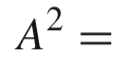 A² =